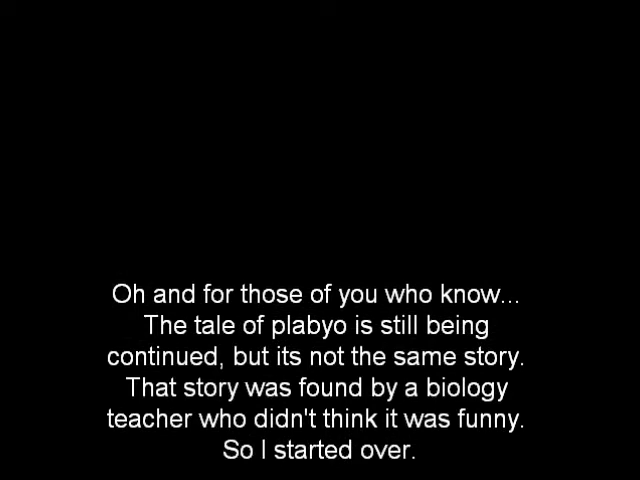 Oh and for those of you who know...
The tale of plabyo is still being
continued, but its not the same story.
That story was found by a biology
teacher who didn't think it was funny.
So I started over.